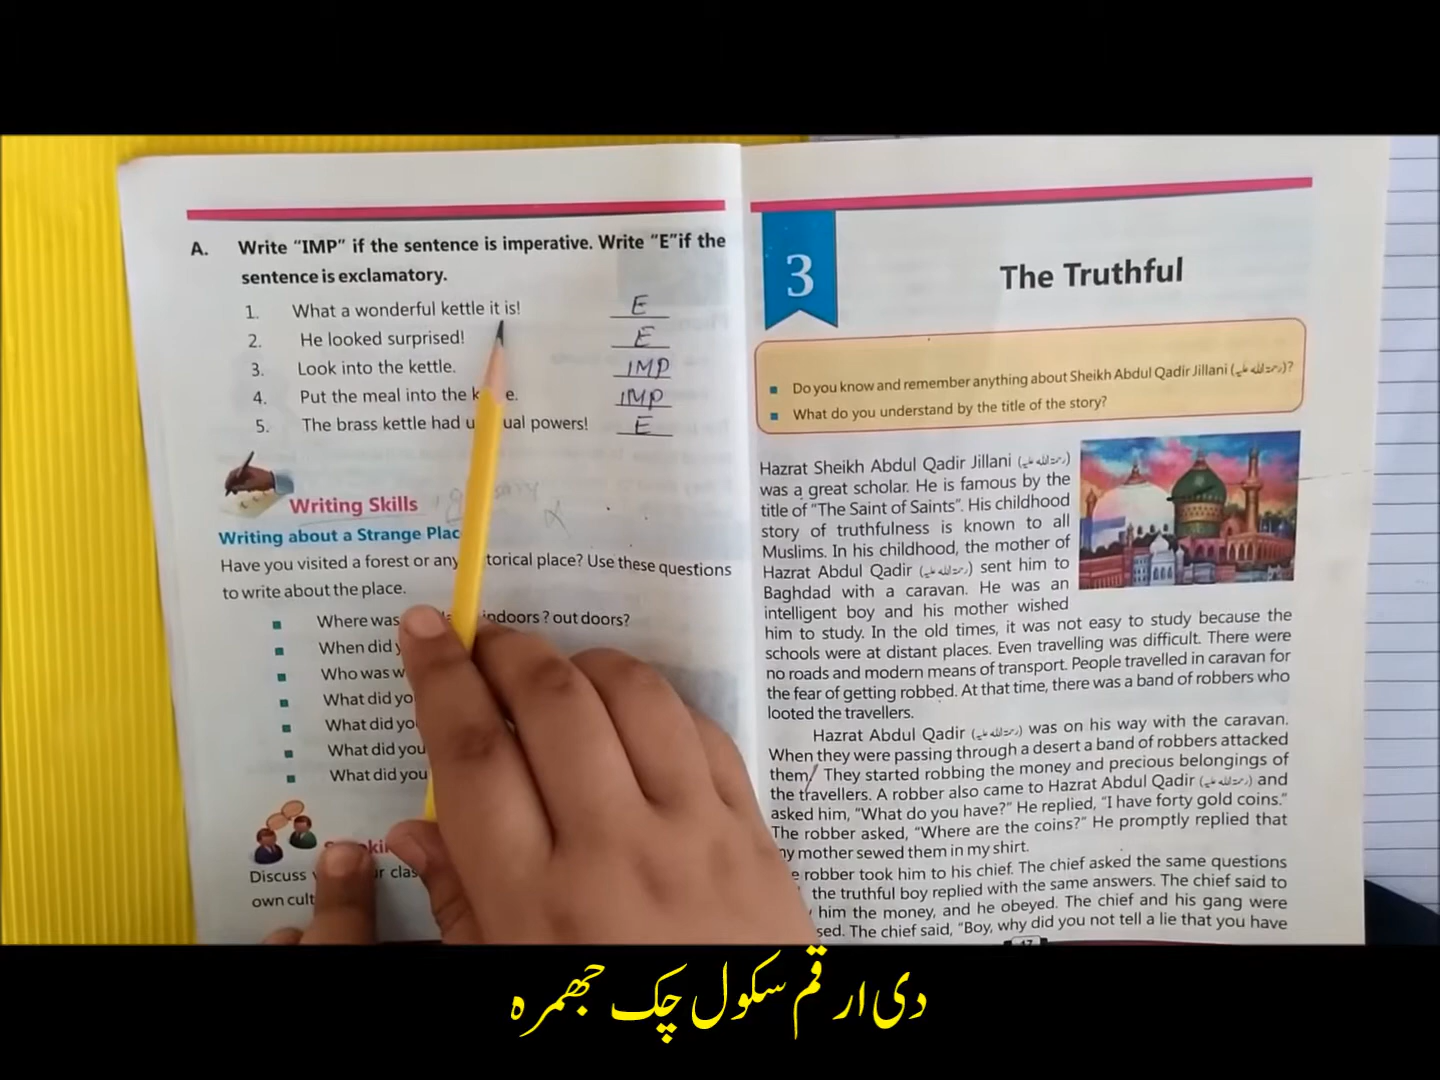 A. Write “IMP” if the sentence is imperative. Write “E”if the
sentence is exclamatory.
1. What a wonderful kettle it is! E
2. He looked surprised! E
3. Look into the kettle. IMP
4. Put the meal into the k e. IMP
5. The brass kettle had u ual powers! E
Writing Skills
Writing about a Strange Plac
Have you visited a forest or any torical place? Use these questions
to write about the place.
Where was indoors ? out doors?
When did y
Who was w
What did yo
What did yo
What did you
What did you
Discuss ur clas
own cult
3
The Truthful
Do you know and remember anything about Sheikh Abdul Qadir Jillani (رحمۃ اللہ علیہ)?
What do you understand by the title of the story?
Hazrat Sheikh Abdul Qadir Jillani (رحمۃ اللہ علیہ)
was a great scholar. He is famous by the
title of “The Saint of Saints”. His childhood
story of truthfulness is known to all
Muslims. In his childhood, the mother of
Hazrat Abdul Qadir (رحمۃ اللہ علیہ) sent him to
Baghdad with a caravan. He was an
intelligent boy and his mother wished
him to study. In the old times, it was not easy to study because the
schools were at distant places. Even travelling was difficult. There were
no roads and modern means of transport. People travelled in caravan for
the fear of getting robbed. At that time, there was a band of robbers who
looted the travellers.
Hazrat Abdul Qadir (رحمۃ اللہ علیہ) was on his way with the caravan.
When they were passing through a desert a band of robbers attacked
them. They started robbing the money and precious belongings of
the travellers. A robber also came to Hazrat Abdul Qadir (رحمۃ اللہ علیہ) and
asked him, “What do you have?” He replied, “I have forty gold coins.”
The robber asked, “Where are the coins?” He promptly replied that
my mother sewed them in my shirt.
e robber took him to his chief. The chief asked the same questions
the truthful boy replied with the same answers. The chief said to
him the money, and he obeyed. The chief and his gang were
sed. The chief said, “Boy, why did you not tell a lie that you have
دی ارقم سکول چک جھمرہ